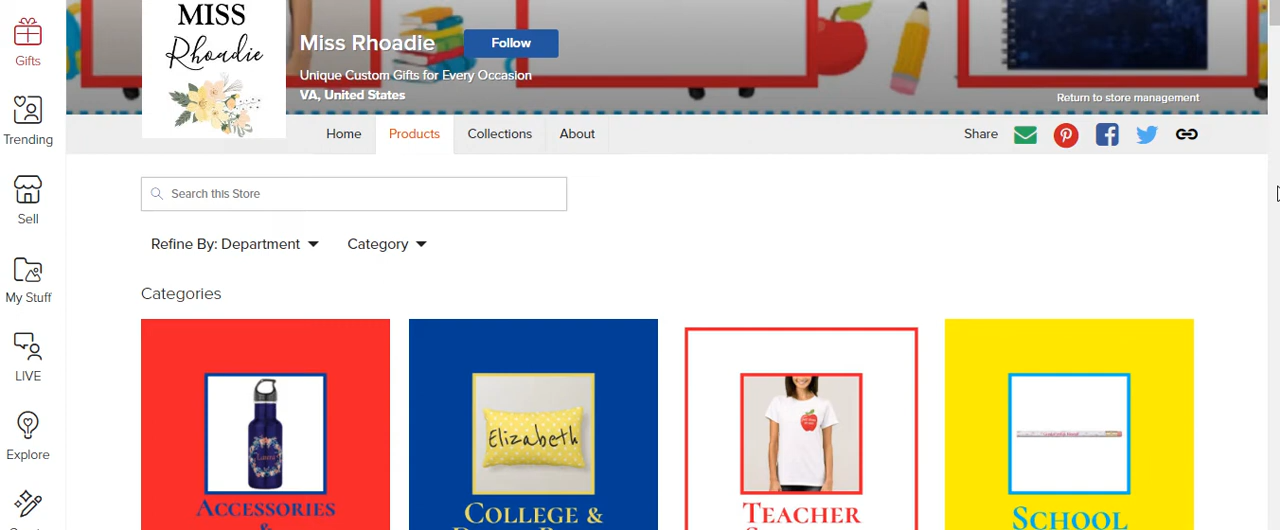 Gifts
Trending
Sell
My Stuff
LIVE
Explore
MISS
Rhoadie
Miss Rhoadie
Follow
Unique Custom Gifts for Every Occasion
VA, United States
Return to store management
Home
Products
Collections
About
Share
Search this Store
Refine By: Department
Category
Categories
ACCESSORIES
&
Elizabeth
COLLEGE &
TEACHER
SCHOOL